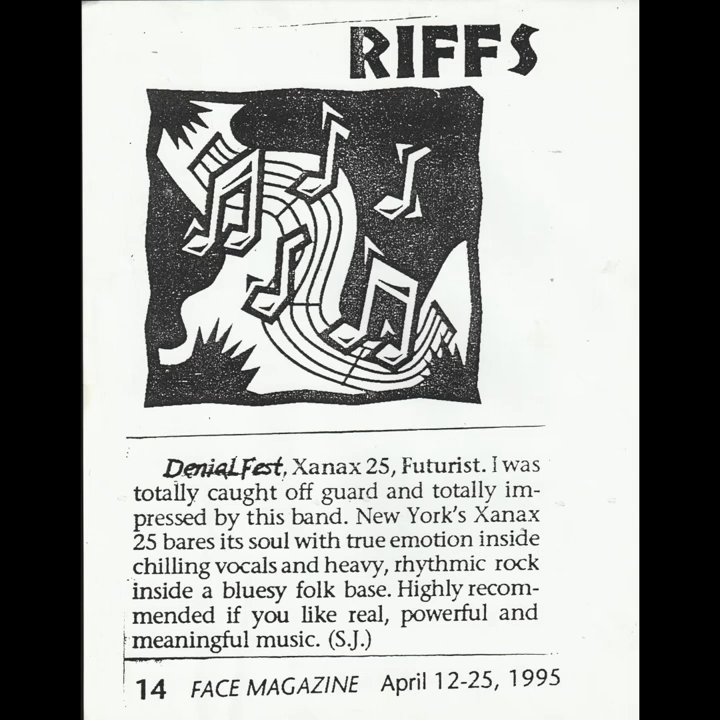 RIFFS
Denial Fest, Xanax 25, Futurist. I was
totally caught off guard and totally im-
pressed by this band. New York's Xanax
25 bares its soul with true emotion inside
chilling vocals and heavy, rhythmic rock
inside a bluesy folk base. Highly recom-
mended if you like real, powerful and
meaningful music. (S.J.)
14 FACE MAGAZINE April 12-25, 1995